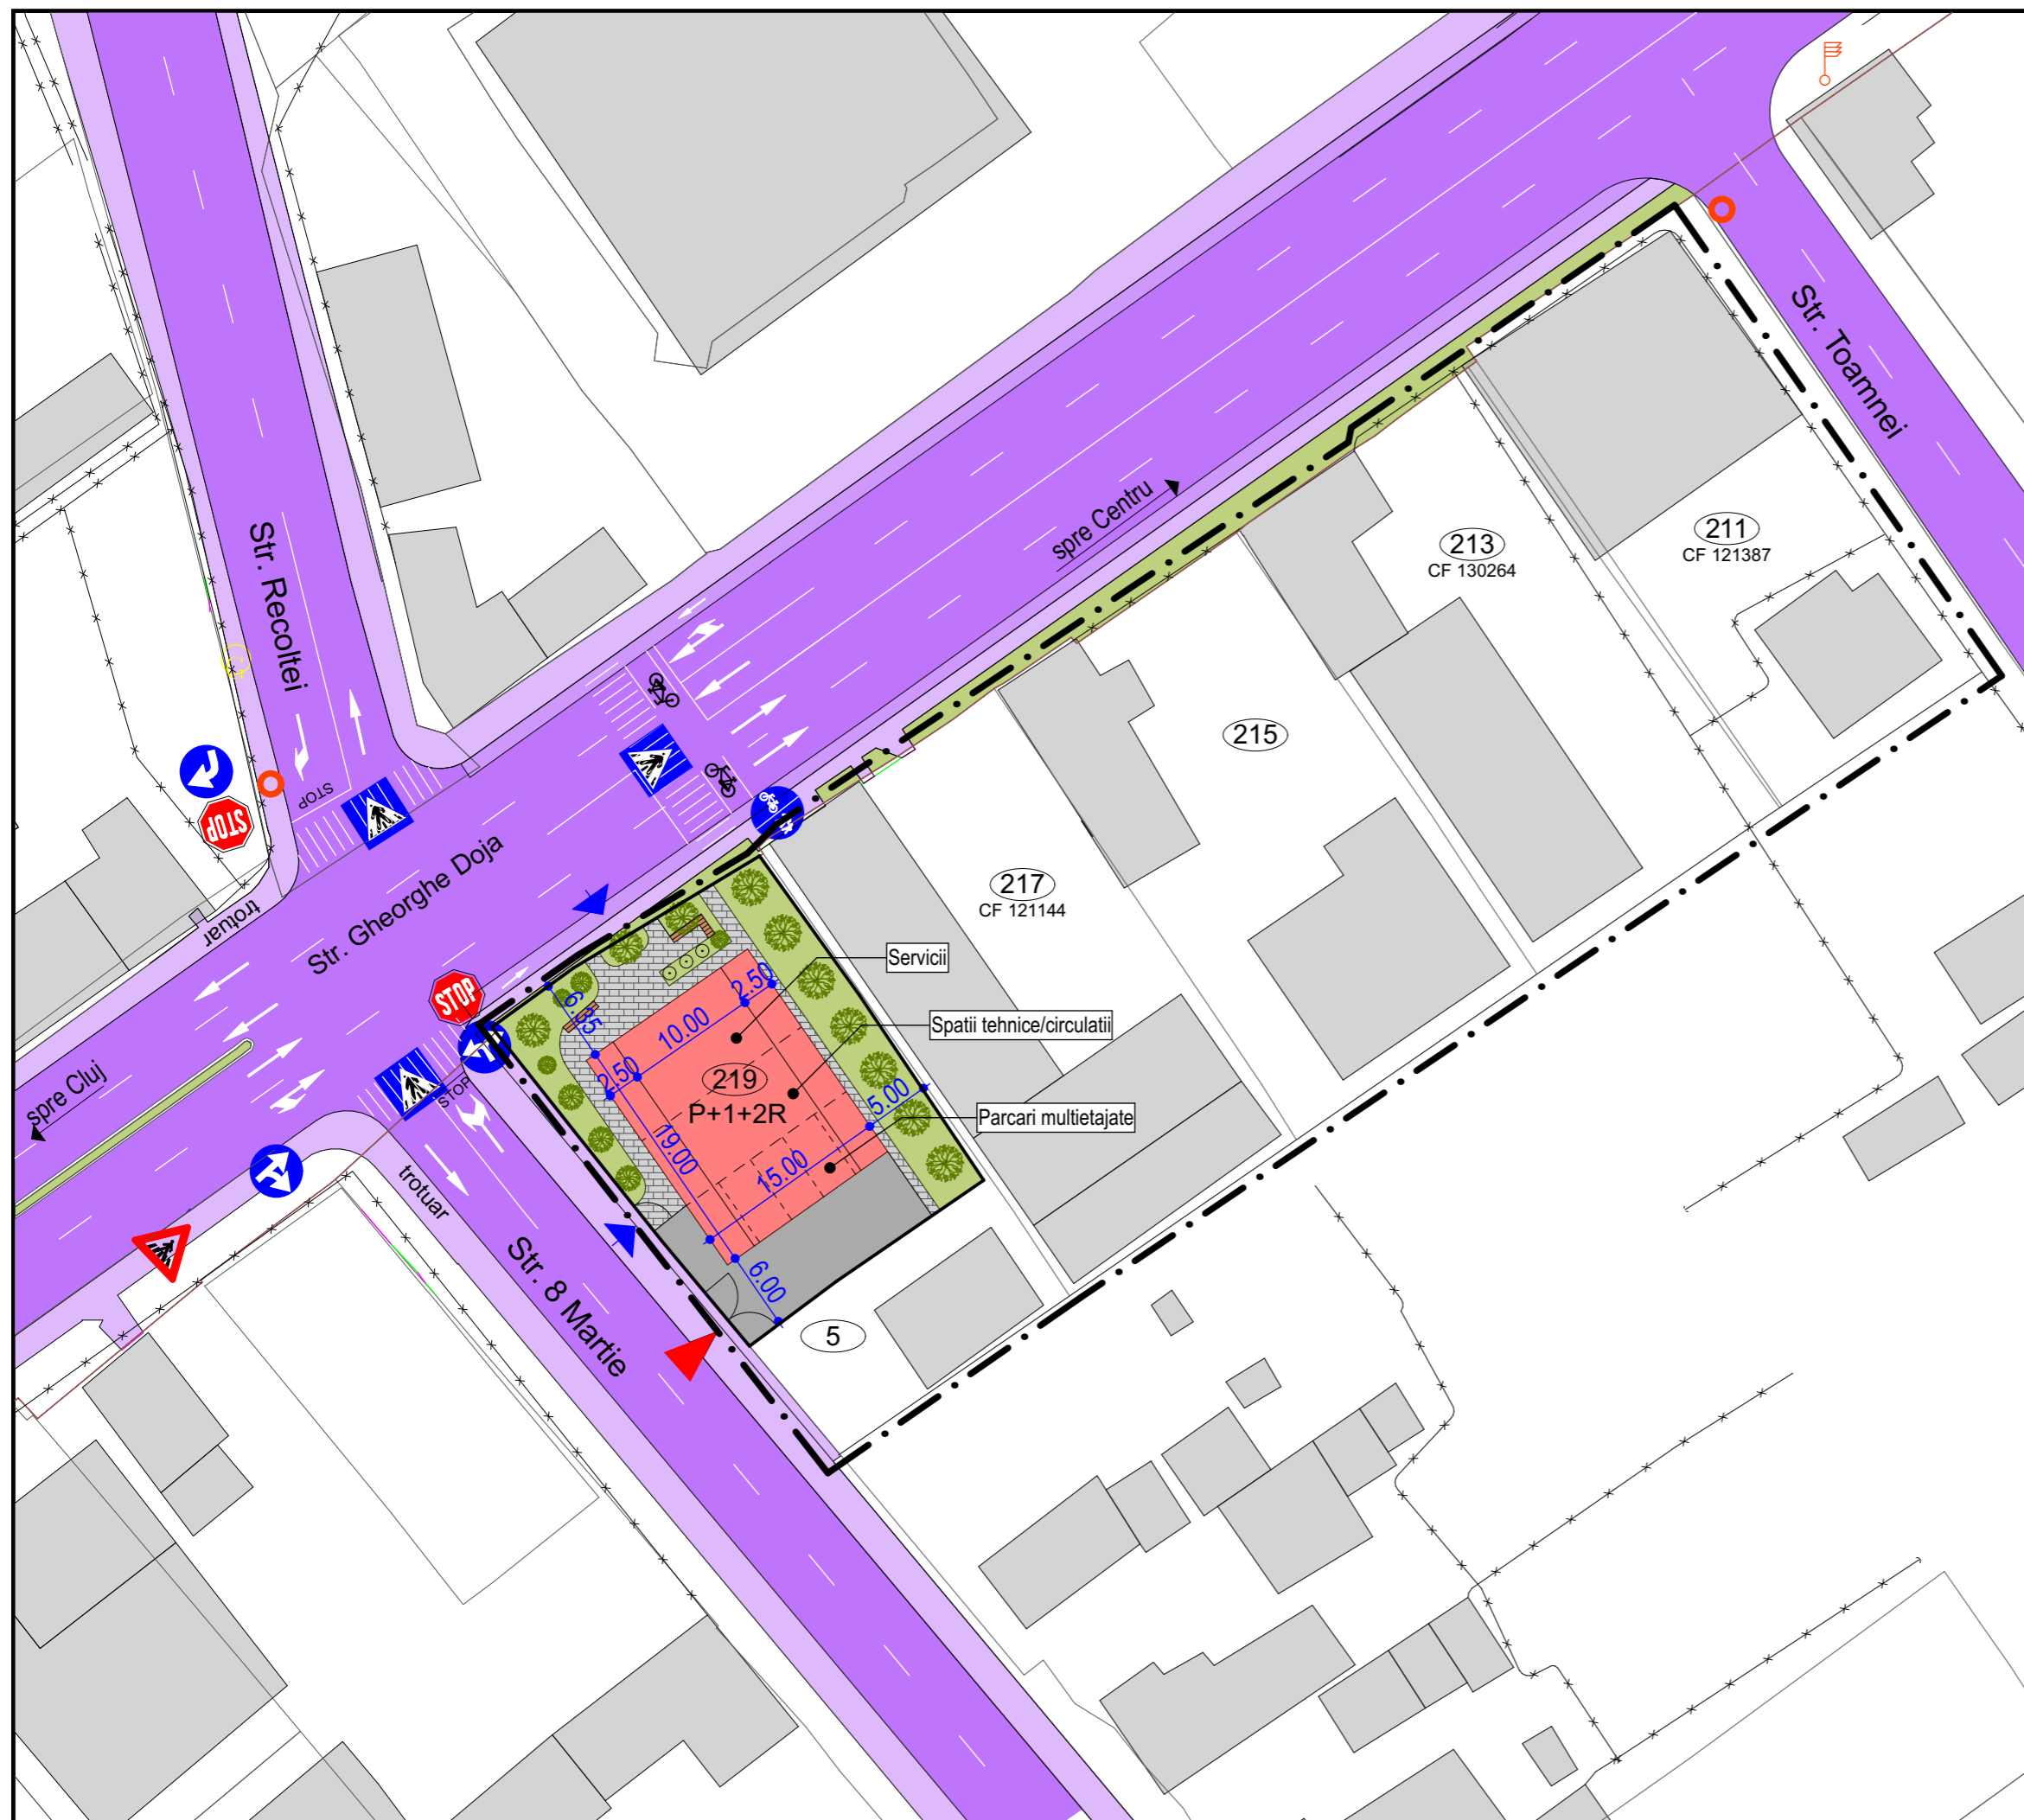 Str. Toamnei
spre Centru
213
CF 130264
211
CF 121387
Str. Recoltei
215
STOP
STOP
Str. Gheorghe Doja
trotuar
217
CF 121144
Servicii
STOP
6.35
10.00
2.50
Spatii tehnice/circulatii
spre Cluj
STOP
2.50
219
P+1+2R
5.00
Parcari multietajate
19.00
15.00
trotuar
Str. 8 Martie
6.00
5